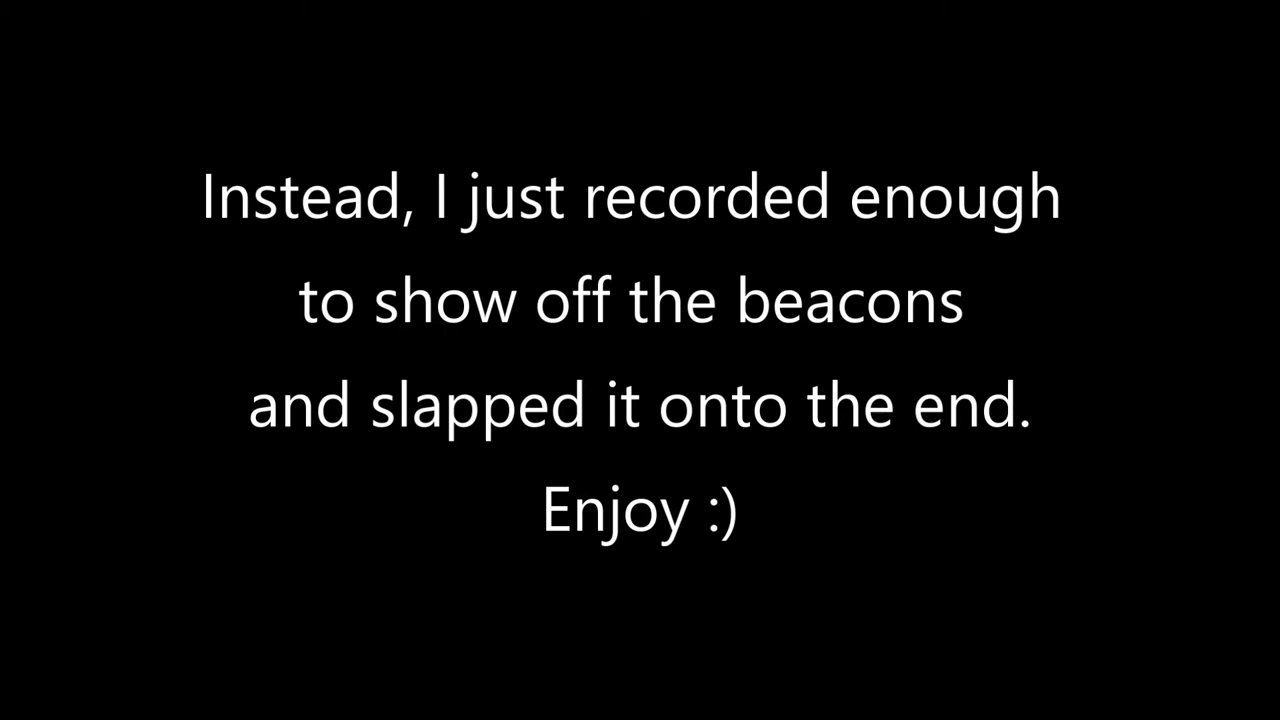 Instead, I just recorded enough
to show off the beacons
and slapped it onto the end.
Enjoy :)